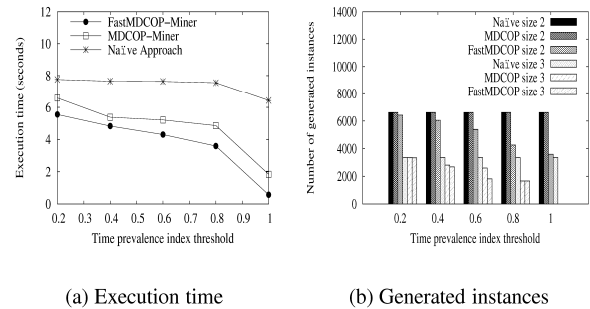 12
10
8
6
4
2
0
FastMDCOP-Miner
MDCOP-Miner
Naïve Approach
Execution time (seconds)
0.2 0.3 0.4 0.5 0.6 0.7 0.8 0.9 1
Time prevalence index threshold
(a) Execution time
14000
12000
10000
8000
6000
4000
2000
0
Naïve size 2
MDCOP size 2
FastMDCOP size 2
Naïve size 3
MDCOP size 3
FastMDCOP size 3
Number of generated instances
0.2 0.4 0.6 0.8 1
Time prevalence index threshold
(b) Generated instances